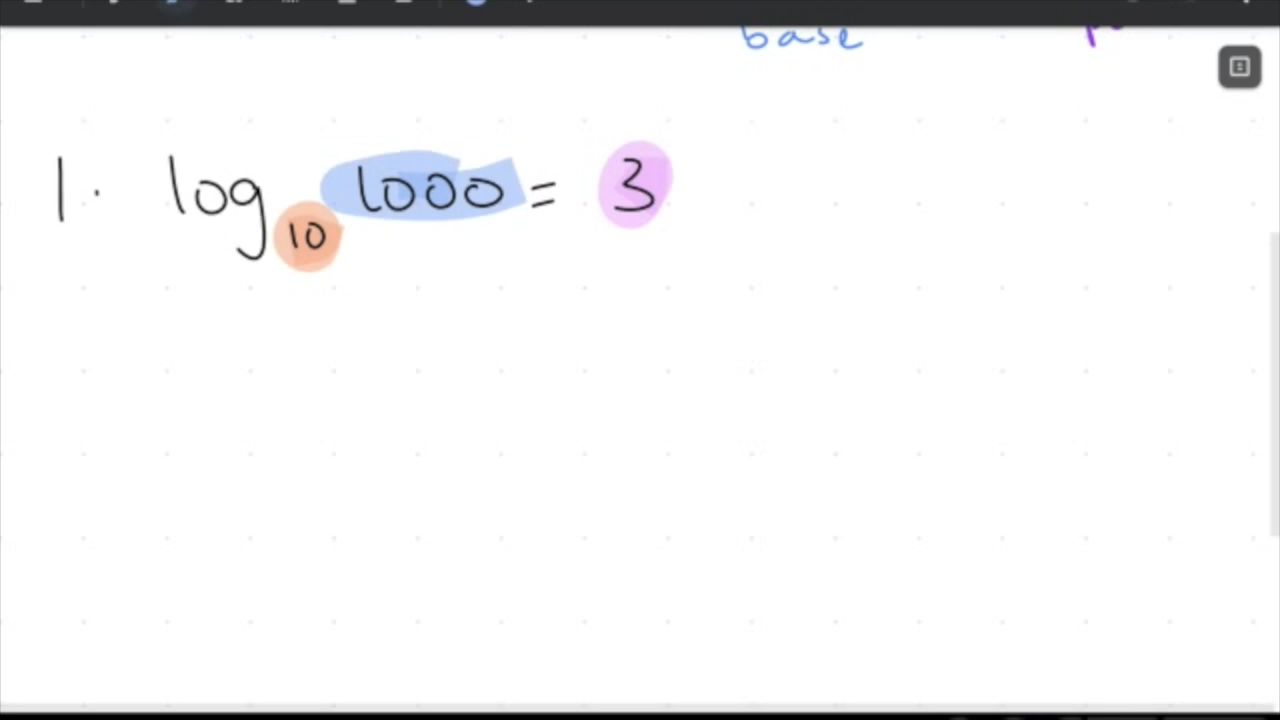 base
1. log₁₀ 1000 = 3